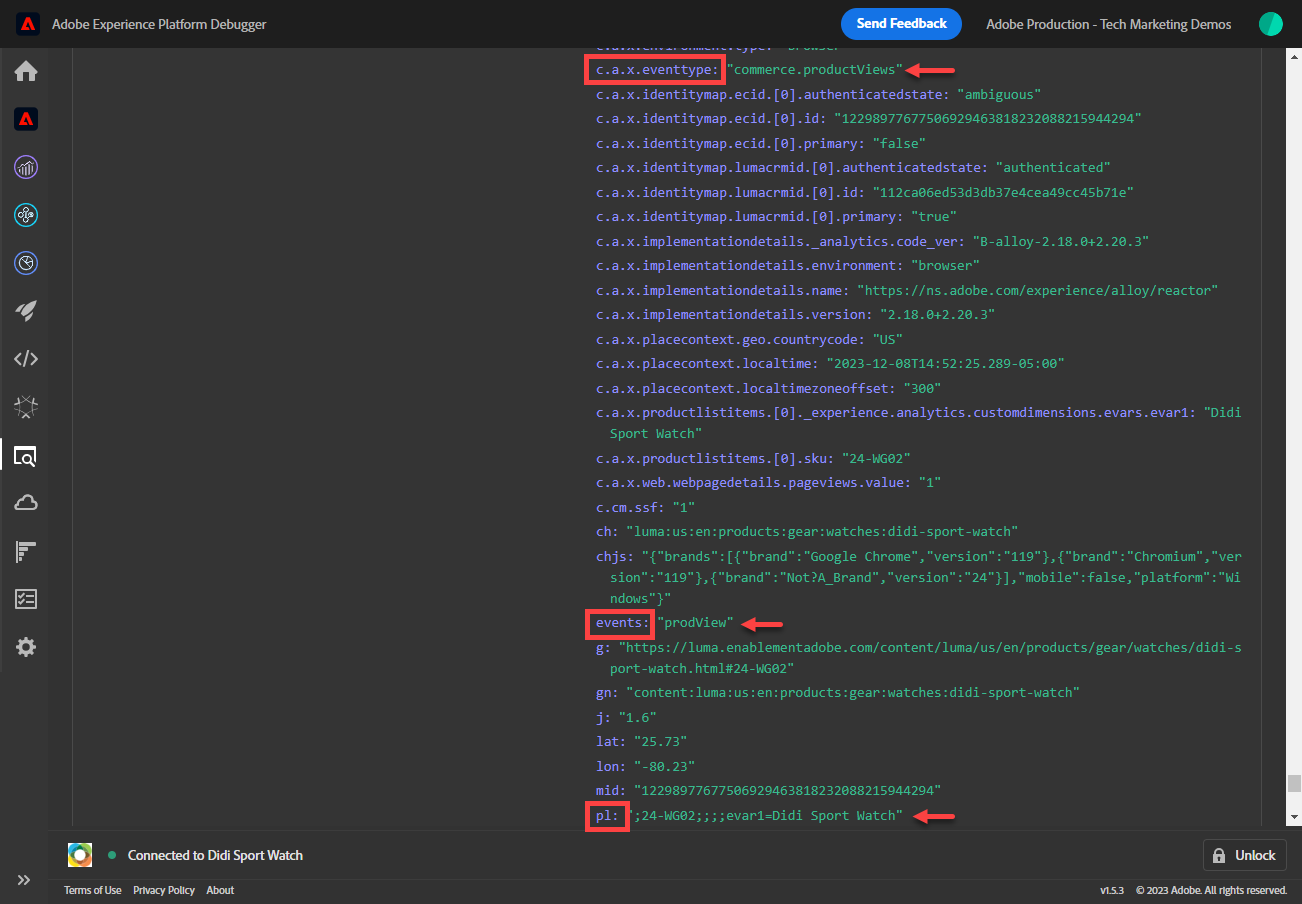 Adobe Experience Platform Debugger
Send Feedback
Adobe Production - Tech Marketing Demos
c.a.x.environment.type: "browser"
c.a.x.eventtype: "commerce.productViews"
c.a.x.identitymap.ecid.[0].authenticatedstate: "ambiguous"
c.a.x.identitymap.ecid.[0].id: "12298977677506929463818232088215944294"
c.a.x.identitymap.ecid.[0].primary: "false"
c.a.x.identitymap.lumacrmid.[0].authenticatedstate: "authenticated"
c.a.x.identitymap.lumacrmid.[0].id: "112ca06ed53d3db37e4cea49cc45b71e"
c.a.x.identitymap.lumacrmid.[0].primary: "true"
c.a.x.implementationdetails._analytics.code_ver: "B-alloy-2.18.0+2.20.3"
c.a.x.implementationdetails.environment: "browser"
c.a.x.implementationdetails.name: "https://ns.adobe.com/experience/alloy/reactor"
c.a.x.implementationdetails.version: "2.18.0+2.20.3"
c.a.x.placecontext.geo.countrycode: "US"
c.a.x.placecontext.localtime: "2023-12-08T14:52:25.289-05:00"
c.a.x.placecontext.localtimezoneoffset: "300"
c.a.x.productlistitems.[0]._experience.analytics.customdimensions.evars.evar1: "Didi
Sport Watch"
c.a.x.productlistitems.[0].sku: "24-WG02"
c.a.x.web.webpagedetails.pageviews.value: "1"
c.cm.ssf: "1"
ch: "luma:us:en:products:gear:watches:didi-sport-watch"
chjs: "{"brands":[{"brand":"Google Chrome","version":"119"},{"brand":"Chromium","ver
sion":"119"},{"brand":"Not?A_Brand","version":"24"}],"mobile":false,"platform":"Wi
ndows"}"
events: "prodView"
g: "https://luma.enablementadobe.com/content/luma/us/en/products/gear/watches/didi-s
port-watch.html#24-WG02"
gn: "content:luma:us:en:products:gear:watches:didi-sport-watch"
j: "1.6"
lat: "25.73"
lon: "-80.23"
mid: "12298977677506929463818232088215944294"
pl: ";24-WG02;;;;evar1=Didi Sport Watch"
Connected to Didi Sport Watch
Unlock
Terms of Use Privacy Policy About
v1.5.3 © 2023 Adobe. All rights reserved.